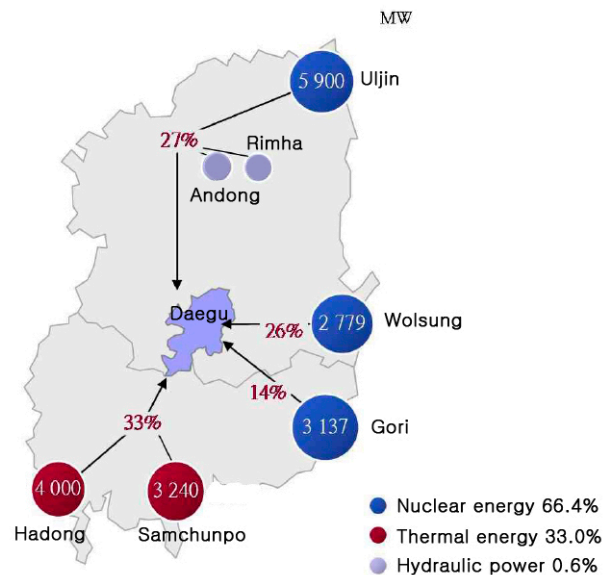 MW
5 900 Uljin
27%
Rimha
Andong
Daegu
26%
2 779 Wolsung
14%
33%
3 137 Gori
4 000
3 240
Hadong
Samchunpo
Nuclear energy 66.4%
Thermal energy 33.0%
Hydraulic power 0.6%